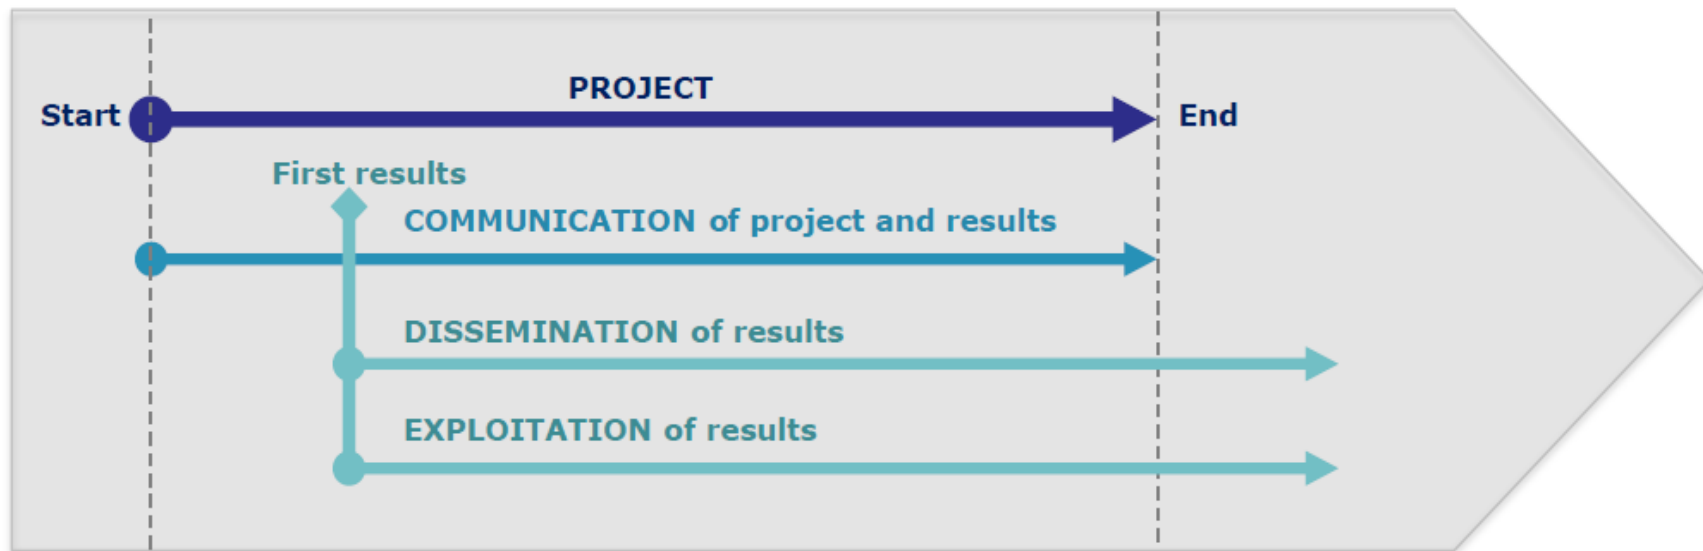 PROJECT
Start
End
First results
COMMUNICATION of project and results
DISSEMINATION of results
EXPLOITATION of results